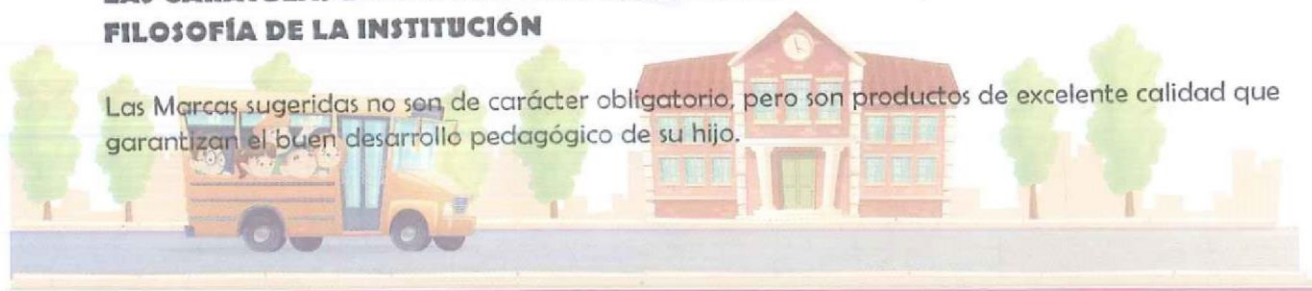 FILOSOFÍA DE LA INSTITUCIÓN
Las Marcas sugeridas no son de carácter obligatorio, pero son productos de excelente calidad que
garantizan el buen desarrollo pedagógico de su hijo.